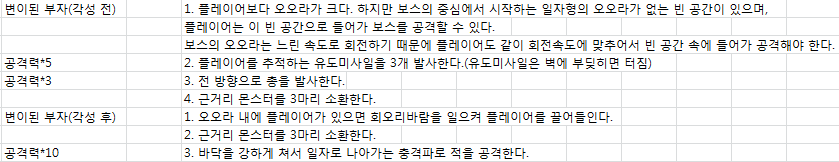 변이된 부자(각성 전) 1. 플레이어보다 오오라가 크다. 하지만 보스의 중심에서 시작하는 일자형의 오오라가 없는 빈 공간이 있으며,
플레이어는 이 빈 공간으로 들어가 보스를 공격할 수 있다.
보스의 오오라는 느린 속도로 회전하기 때문에 플레이어도 같이 회전속도에 맞추어서 빈 공간 속에 들어가 공격해야 한다.
공격력*5 2. 플레이어를 추적하는 유도미사일을 3개 발사한다.(유도미사일은 벽에 부딪히면 터짐)
공격력*3 3. 전 방향으로 총을 발사한다.
4. 근거리 몬스터를 3마리 소환한다.
변이된 부자(각성 후) 1. 오오라 내에 플레이어가 있으면 회오리바람을 일으켜 플레이어를 끌어들인다.
2. 근거리 몬스터를 3마리 소환한다.
공격력*10 3. 바닥을 강하게 쳐서 일자로 나아가는 충격파로 적을 공격한다.